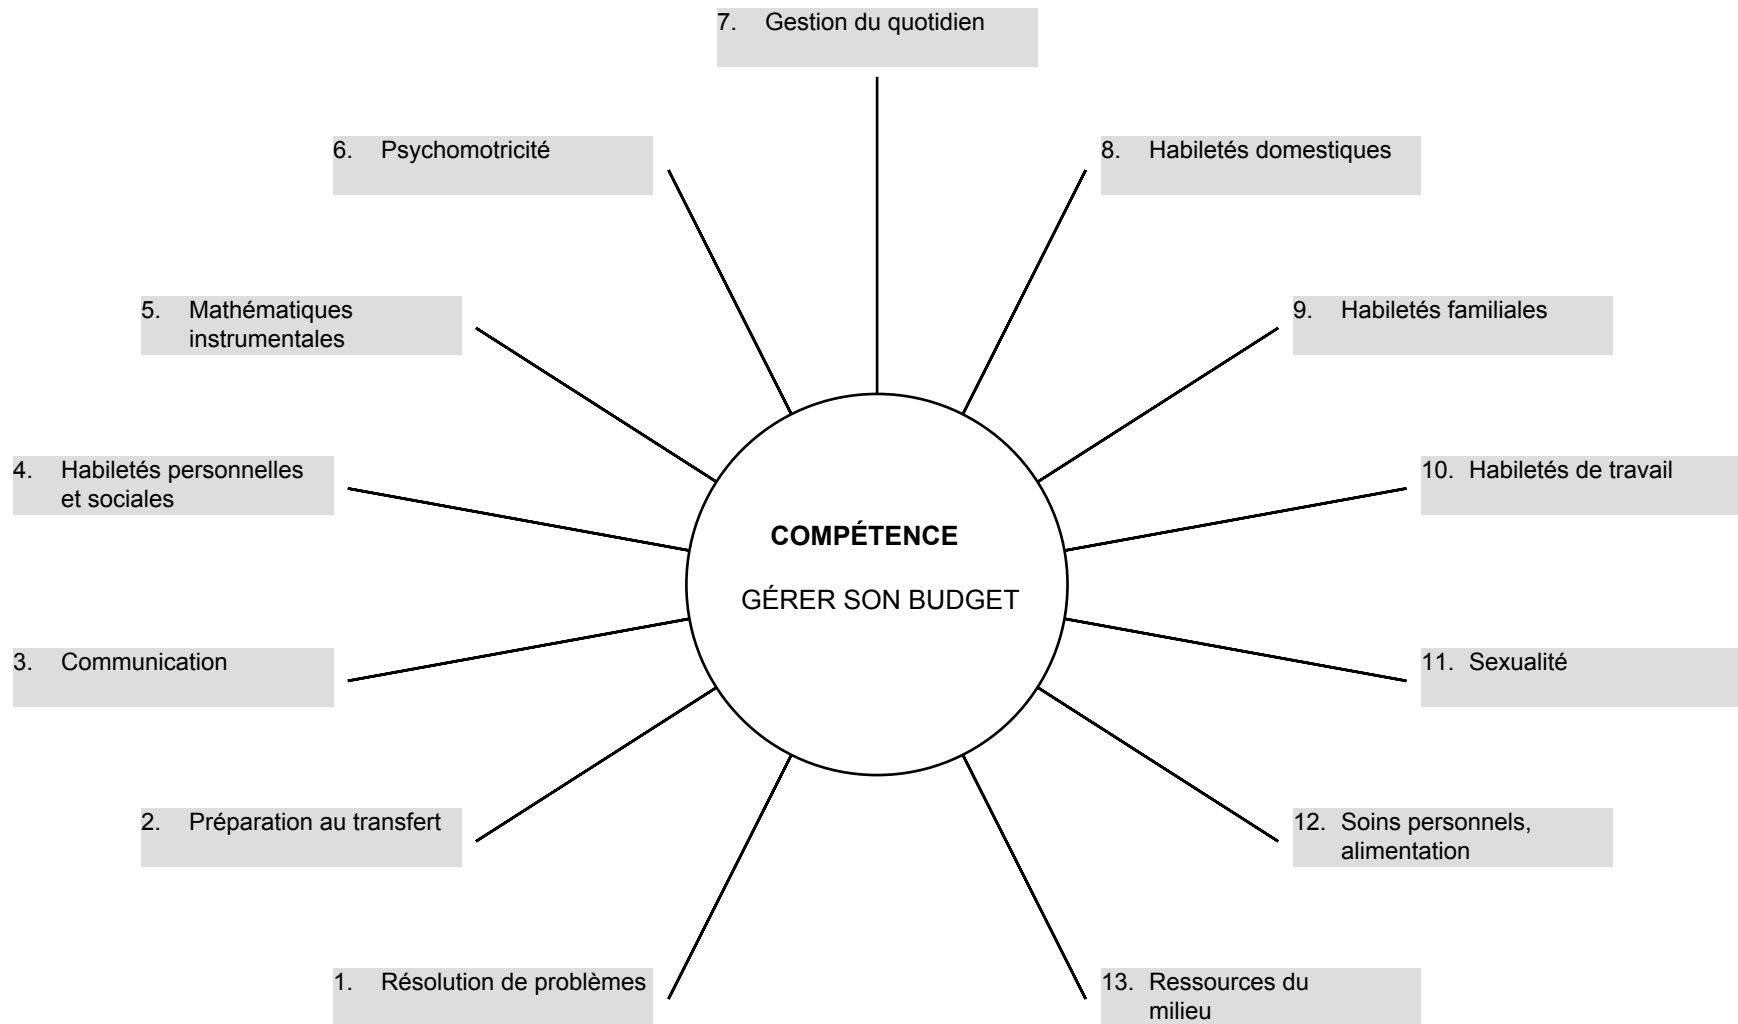 7. Gestion du quotidien
6. Psychomotricité
8. Habiletés domestiques
5. Mathématiques
instrumentales
9. Habiletés familiales
4. Habiletés personnelles
et sociales
10. Habiletés de travail
COMPÉTENCE
GÉRER SON BUDGET
3. Communication
11. Sexualité
2. Préparation au transfert
12. Soins personnels,
alimentation
1. Résolution de problèmes
13. Ressources du
milieu